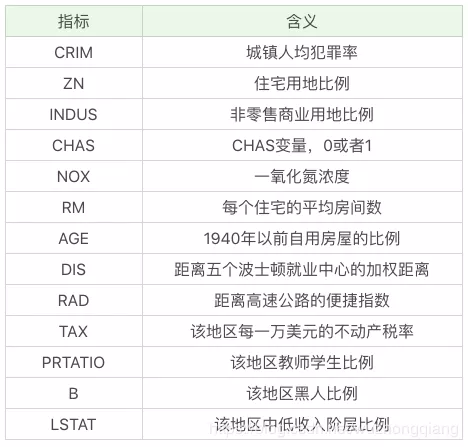 指标 含义
CRIM 城镇人均犯罪率
ZN 住宅用地比例
INDUS 非零售商业用地比例
CHAS CHAS变量，0或者1
NOX 一氧化氮浓度
RM 每个住宅的平均房间数
AGE 1940年以前自用房屋的比例
DIS 距离五个波士顿就业中心的加权距离
RAD 距离高速公路的便捷指数
TAX 该地区每一万美元的不动产税率
PRTATIO 该地区教师学生比例
B 该地区黑人比例
LSTAT 该地区中低收入阶层比例